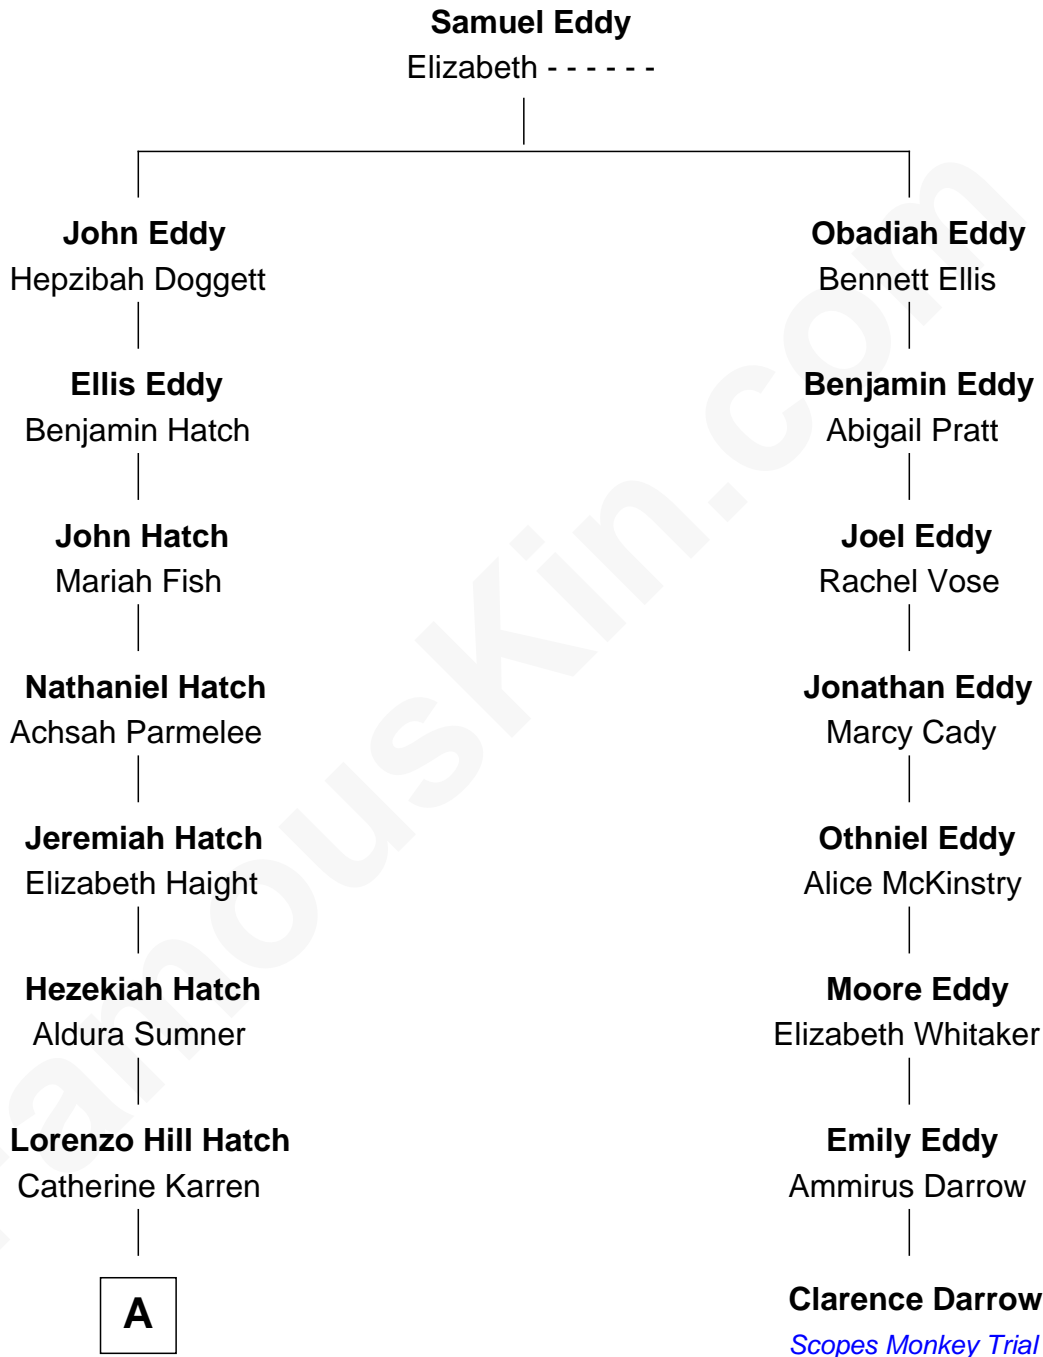 Samuel Eddy
Elizabeth - - - - - -
John Eddy
Hepzibah Doggett
Obadiah Eddy
Bennett Ellis
Ellis Eddy
Benjamin Hatch
Benjamin Eddy
Abigail Pratt
John Hatch
Mariah Fish
Joel Eddy
Rachel Vose
Nathaniel Hatch
Achsah Parmelee
Jonathan Eddy
Marcy Cady
Jeremiah Hatch
Elizabeth Haight
Othniel Eddy
Alice McKinstry
Hezekiah Hatch
Aldura Sumner
Moore Eddy
Elizabeth Whitaker
Lorenzo Hill Hatch
Catherine Karren
Emily Eddy
Ammirus Darrow
A
Clarence Darrow
Scopes Monkey Trial
FamousKin.com